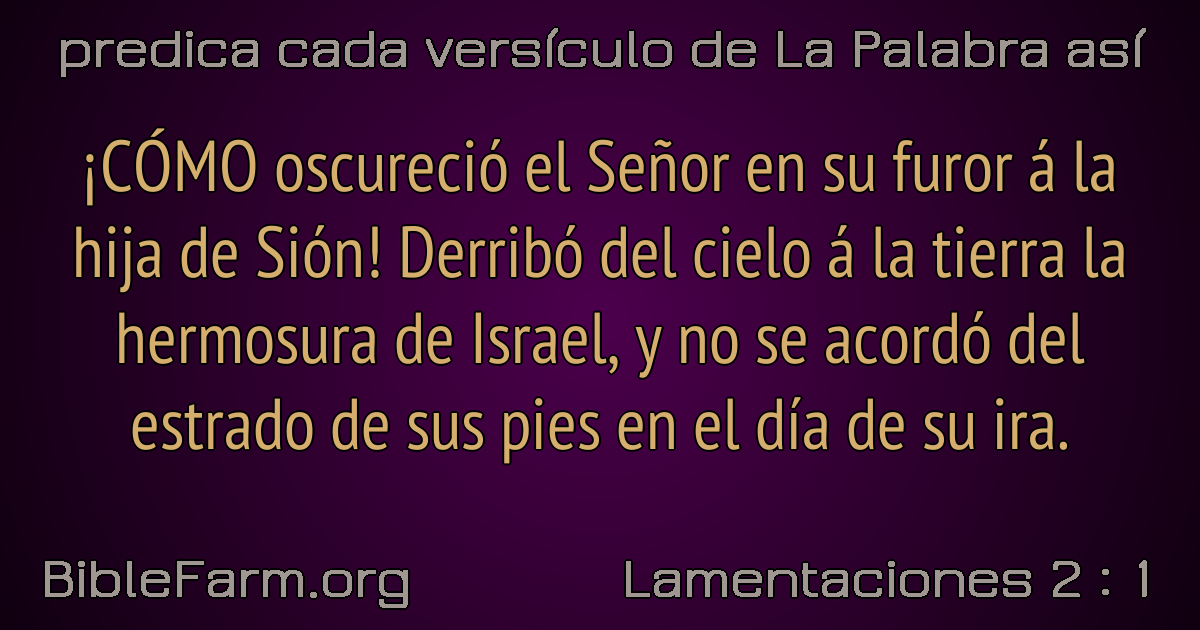 predica cada versículo de La Palabra así
¡CÓMO oscureció el Señor en su furor á la
hija de Sión! Derribó del cielo á la tierra la
hermosura de Israel, y no se acordó del
estrado de sus pies en el día de su ira.
BibleFarm.org
Lamentaciones 2 : 1